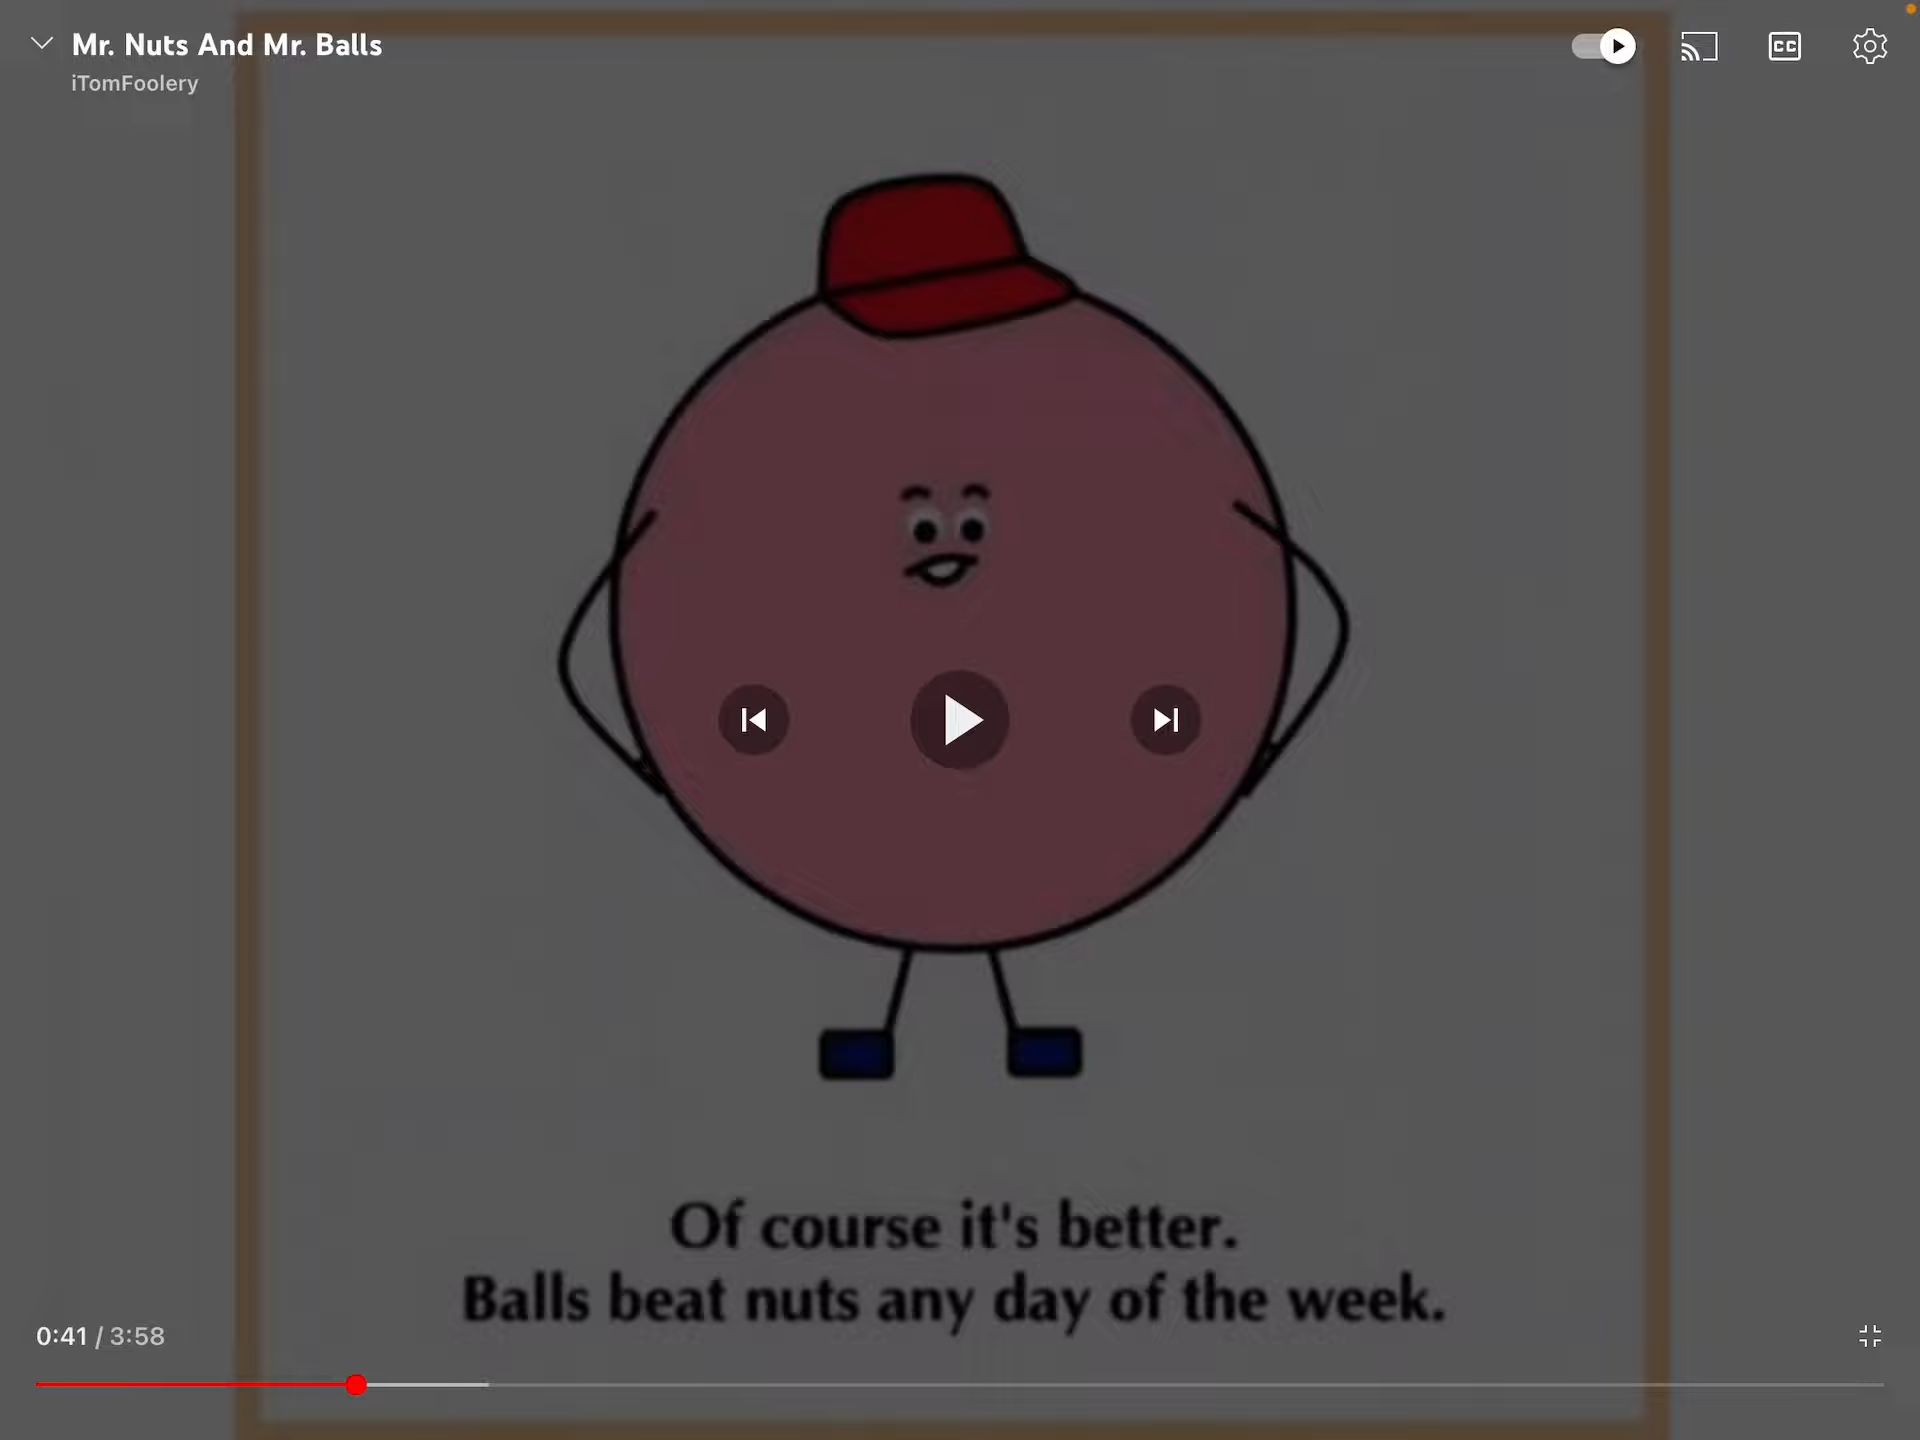 Mr. Nuts And Mr. Balls
iTomFoolery
CC
Of course it's better.
Balls beat nuts any day of the week.
0:41 / 3:58